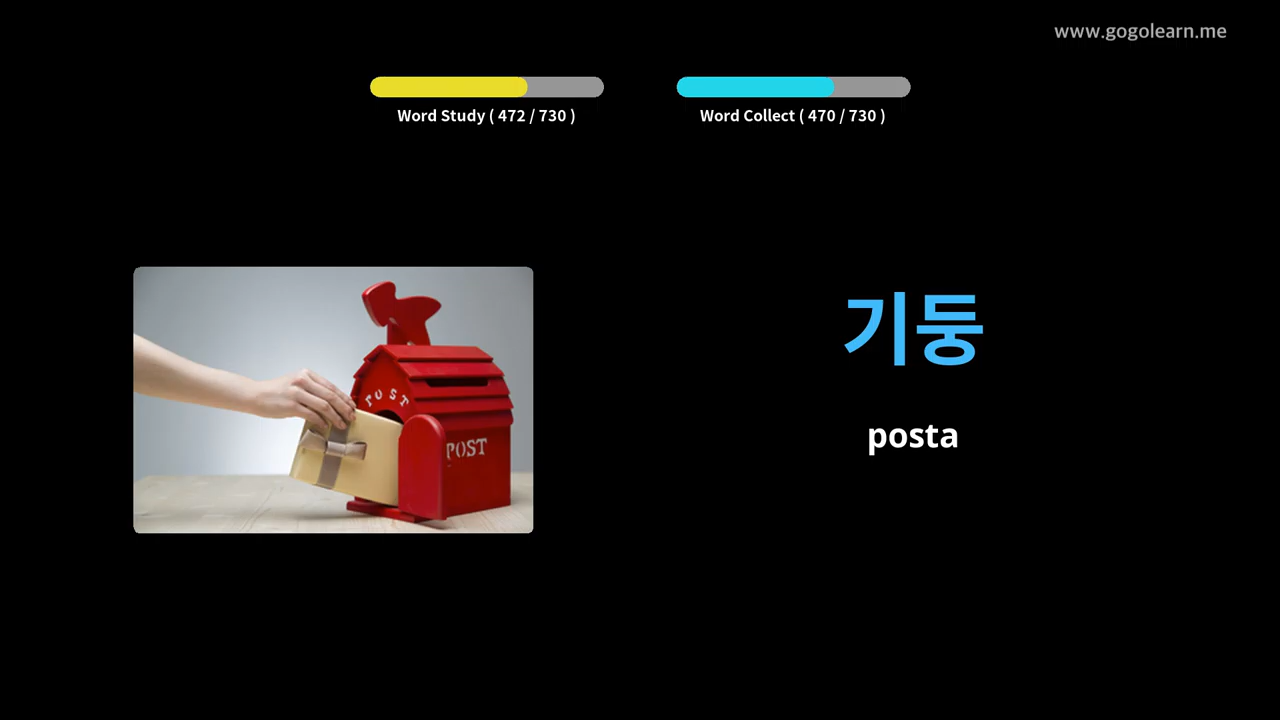 www.gogolearn.me
Word Study ( 472 / 730 )
Word Collect ( 470 / 730 )
기둥
posta
POST
POST